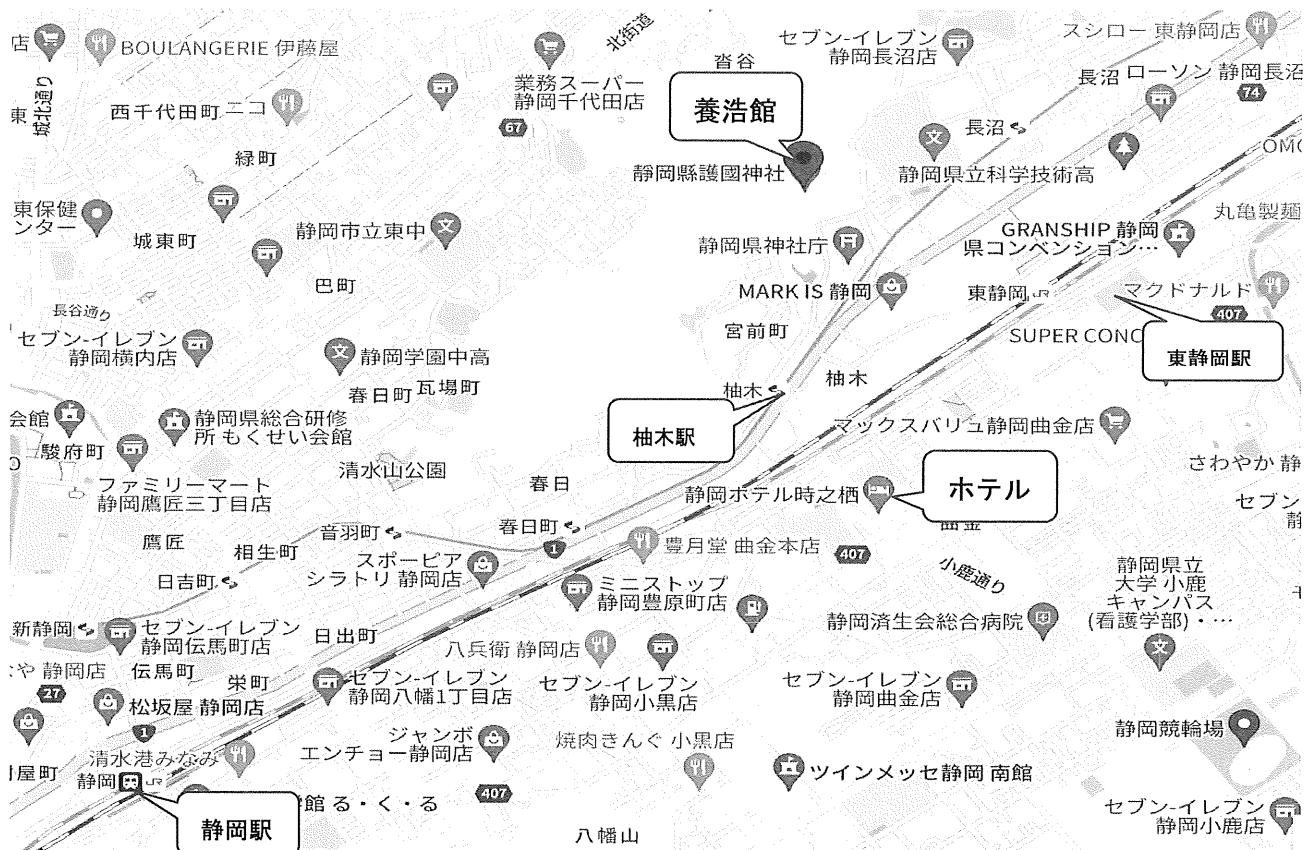 店
BOULANGERIE 伊藤屋
北街道
業務スーパー
静岡千代田店
セブン-イレブン
静岡長沼店
スシロー 東静岡店
沓谷
長沼
ローソン 静岡長沼
74
城北通り
東
西千代田町
ニコ
67
養浩館
長沼
緑町
静岡縣護國神社
静岡県立科学技術高
OMO
東保健
ンター
城東町
静岡市立東中
静岡県神社庁
GRANSHIP 静岡
県コンベンション…
丸亀製麺
巴町
MARK IS 静岡
東静岡
JR
マクドナルド
407
長谷通り
セブン-イレブン
静岡横内店
宮前町
SUPER CONC
東静岡駅
静岡学園中高
春日町
瓦場町
柚木
柚木
柚木駅
会館
静岡県総合研修
所 もくせい会館
マックスバリュ静岡曲金店
駿府町
清水山公園
春日
静岡ホテル時之栖
ホテル
さわやか 静
ファミリーマート
静岡鷹匠三丁目店
セブン
曲金
鷹匠
相生町
音羽町
春日町
1
豊月堂 曲金本店
407
小鹿通り
スポーピア
シラトリ 静岡店
日吉町
ミニストップ
静岡豊原町店
静岡県立
大学 小鹿
キャンパス
(看護学部)・…
新静岡
セブン-イレブン
静岡伝馬町店
日出町
静岡済生会総合病院
八兵衛 静岡店
や 静岡店
伝馬町
栄町
セブン-イレブン
静岡八幡1丁目店
セブン-イレブン
静岡小黒店
セブン-イレブン
静岡曲金店
27
松坂屋 静岡店
1
ジャンボ
エンチョー静岡店
焼肉きんぐ 小黒店
静岡競輪場
清水港みなみ
屋町
静岡
JR
ツインメッセ静岡 南館
館 る・く・る
407
静岡駅
八幡山
セブン-イレブン
静岡小鹿店